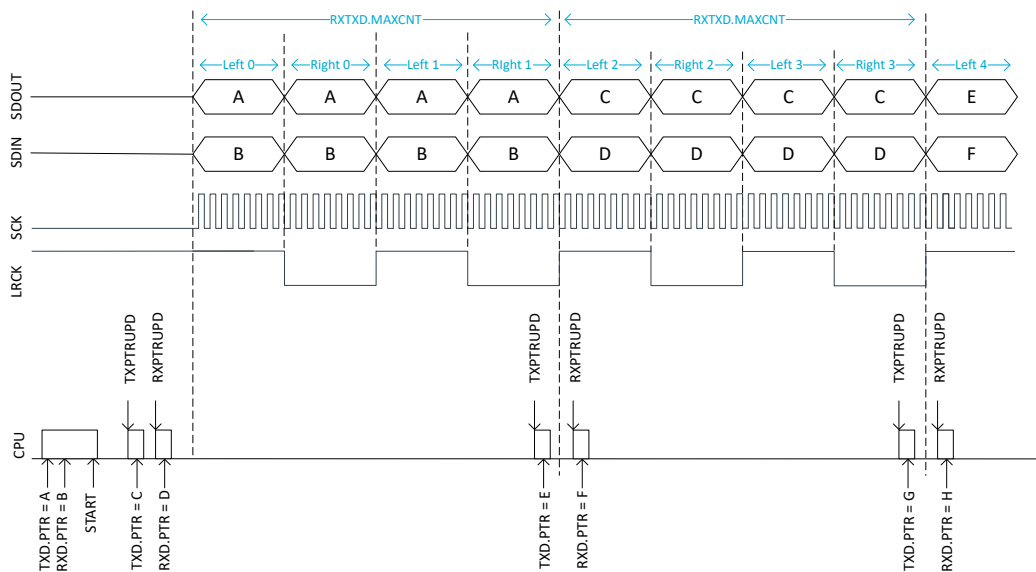 RXTXD.MAXCNT RXTXD.MAXCNT
Left 0 Right 0 Left 1 RIght 1 Left 2 Right 2 Left 3 Right 3 Left 4
SDOUT A A A A C C C C E
SDIN B B B B D D D D F
SCK
LRCK
TXPTRUPD RXPTRUPD TXPTRUPD RXPTRUPD TXPTRUPD RXPTRUPD
CPU
TXD.PTR = A RXD.PTR = B START TXD.PTR = C RXD.PTR = D TXD.PTR = E RXD.PTR = F TXD.PTR = G RXD.PTR = H